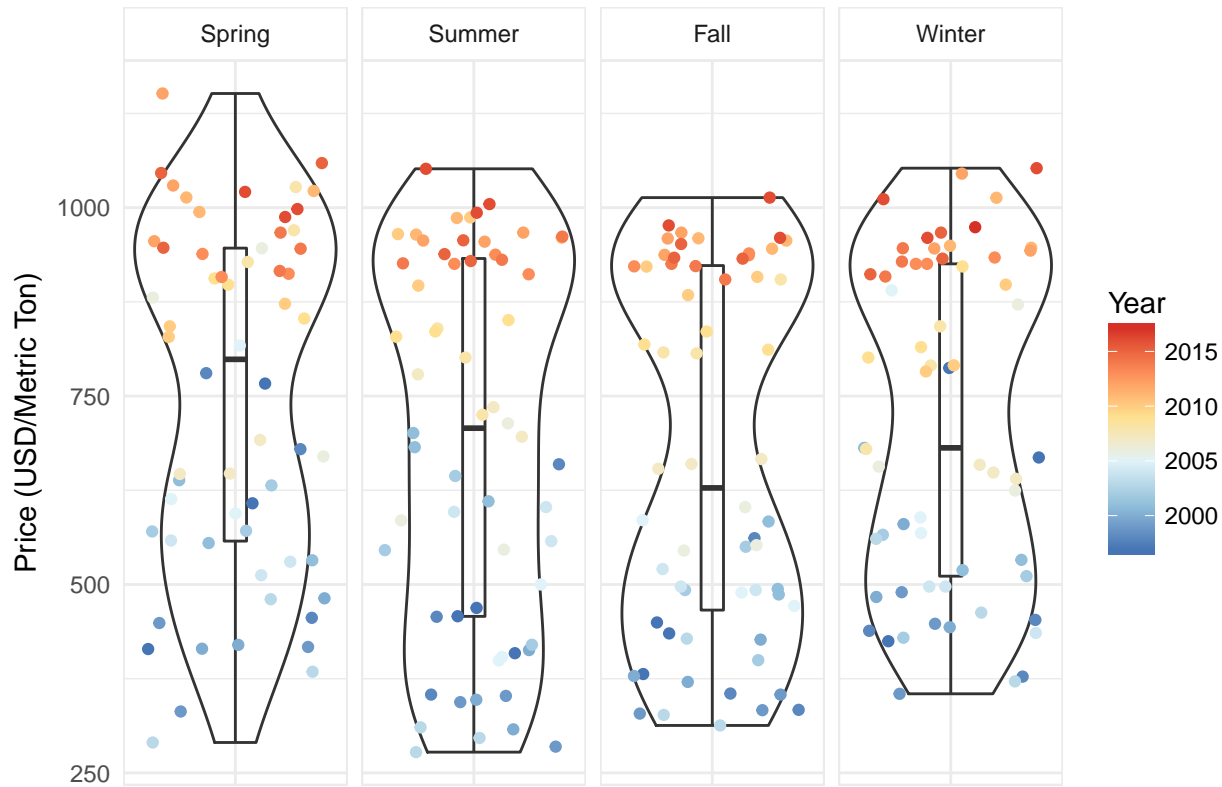 Spring
Summer
Fall
Winter
Price (USD/Metric Ton)
1000
750
500
250
Year
2015
2010
2005
2000